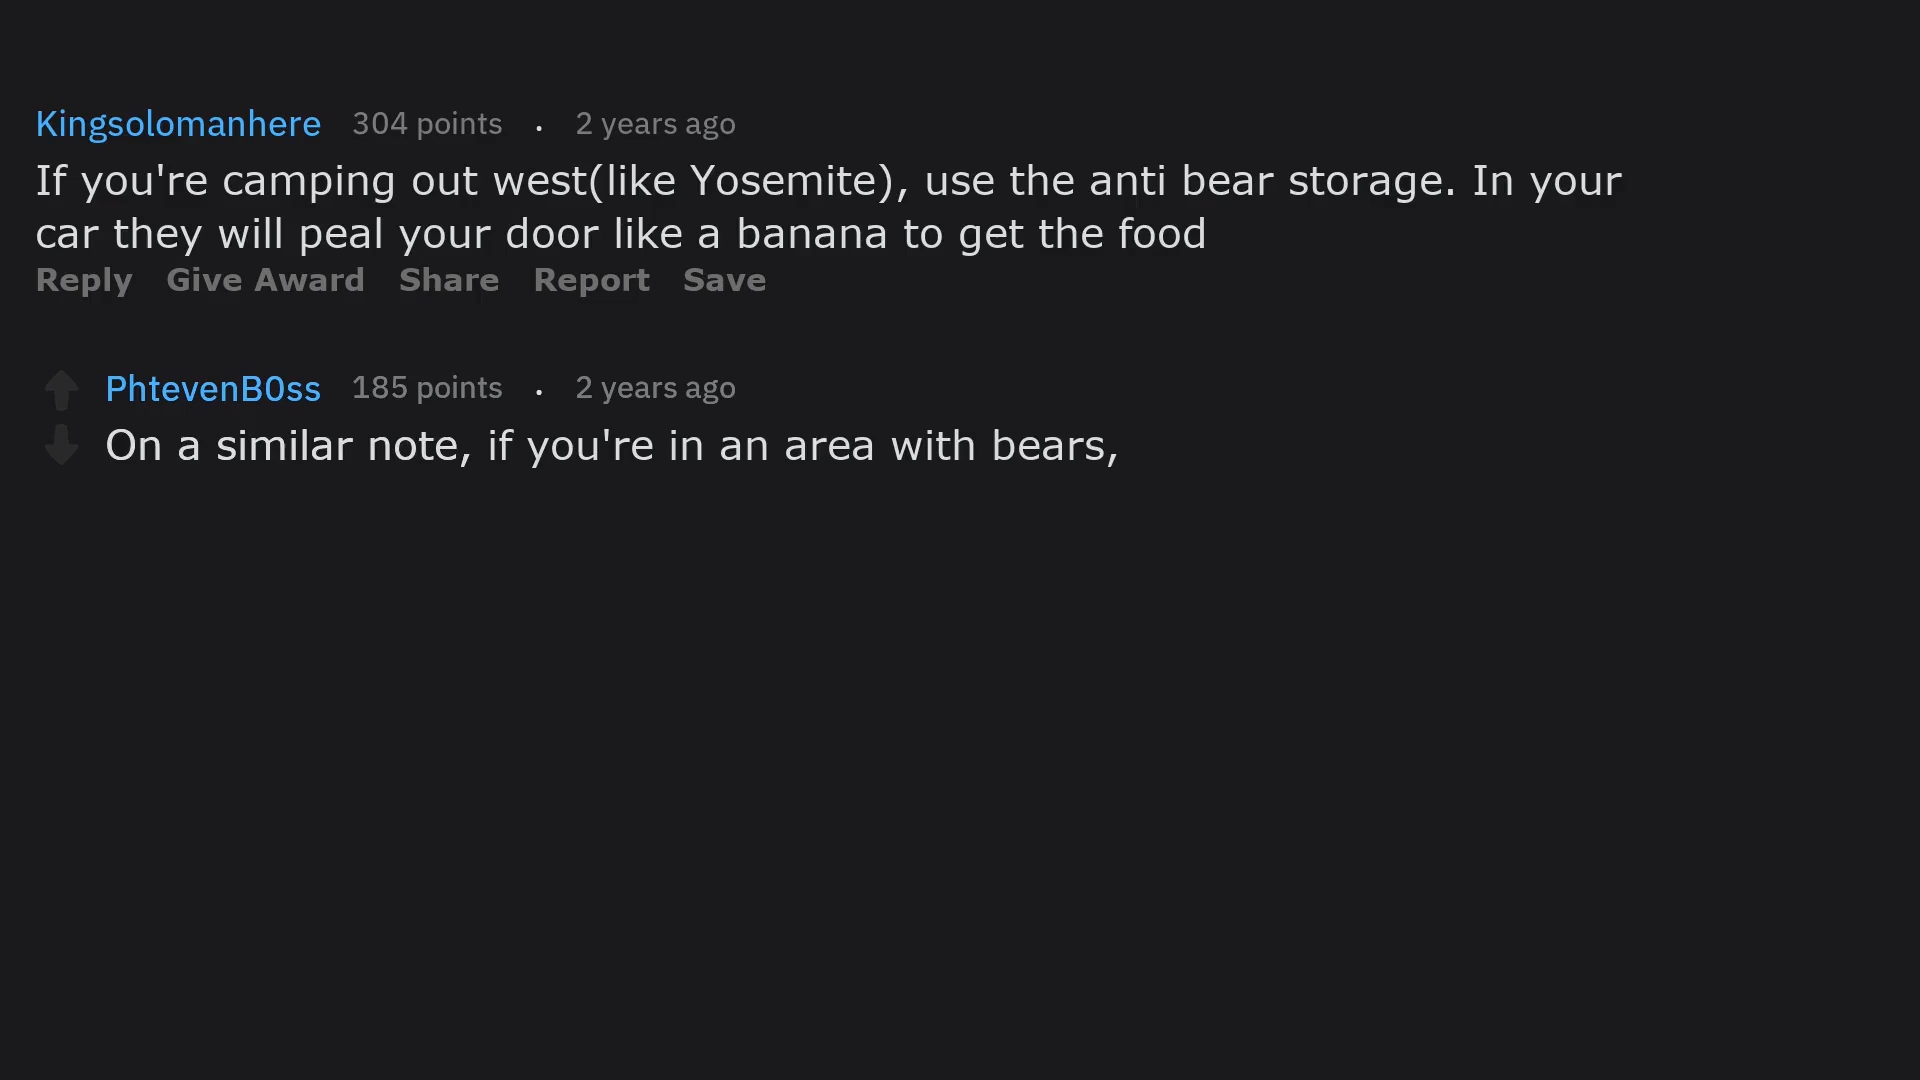 Kingsolomanhere 304 points . 2 years ago
If you're camping out west(like Yosemite), use the anti bear storage. In your
car they will peal your door like a banana to get the food
Reply Give Award Share Report Save
PhtevenB0ss 185 points . 2 years ago
On a similar note, if you're in an area with bears,